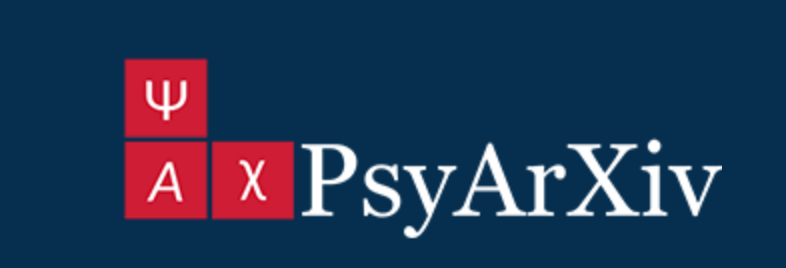 Ψ
A χ PsyArXiv